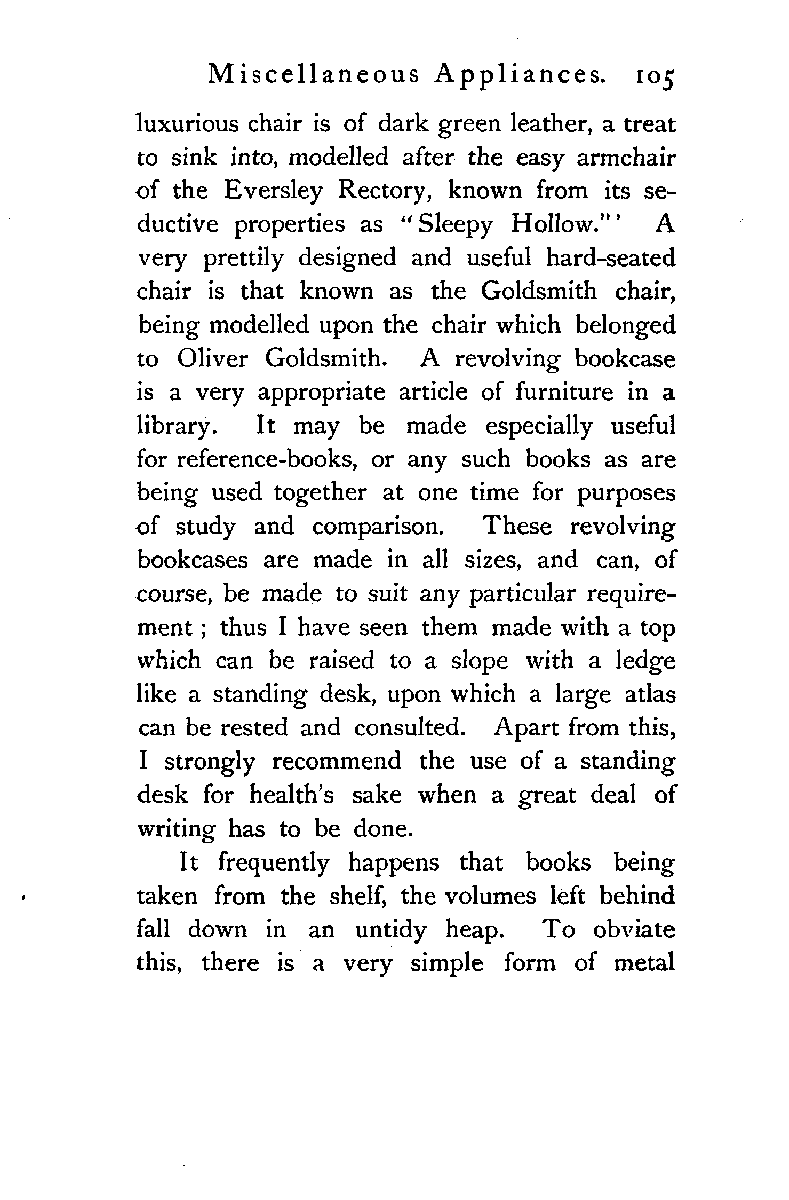 Miscellaneous Appliances. 105
luxurious chair is of dark green leather, a treat
to sink into, modelled after the easy armchair
of the Eversley Rectory, known from its se-
ductive properties as "Sleepy Hollow."' A
very prettily designed and useful hard-seated
chair is that known as the Goldsmith chair,
being modelled upon the chair which belonged
to Oliver Goldsmith. A revolving bookcase
is a very appropriate article of furniture in a
library. It may be made especially useful
for reference-books, or any such books as are
being used together at one time for purposes
of study and comparison. These revolving
bookcases are made in all sizes, and can, of
course, be made to suit any particular require-
ment ; thus I have seen them made with a top
which can be raised to a slope with a ledge
like a standing desk, upon which a large atlas
can be rested and consulted. Apart from this,
I strongly recommend the use of a standing
desk for health's sake when a great deal of
writing has to be done.
It frequently happens that books being
taken from the shelf, the volumes left behind
fall down in an untidy heap. To obviate
this, there is a very simple form of metal